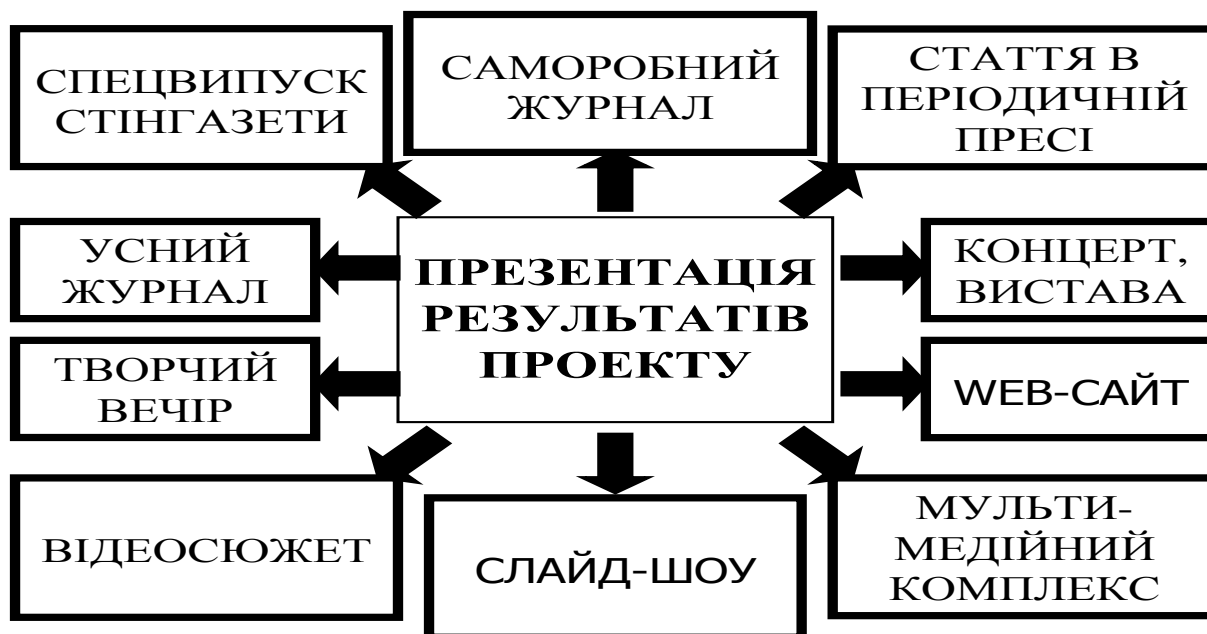 СПЕЦВИПУСК
СТІНГАЗЕТИ
САМОРОБНИЙ
ЖУРНАЛ
СТАТТЯ В
ПЕРІОДИЧНІЙ
ПРЕСІ
УСНИЙ
ЖУРНАЛ
ПРЕЗЕНТАЦІЯ
РЕЗУЛЬТАТІВ
ПРОЕКТУ
КОНЦЕРТ,
ВИСТАВА
ТВОРЧИЙ
ВЕЧІР
WEB-САЙТ
ВІДЕОСЮЖЕТ
СЛАЙД-ШОУ
МУЛЬТИ-
МЕДІЙНИЙ
КОМПЛЕКС